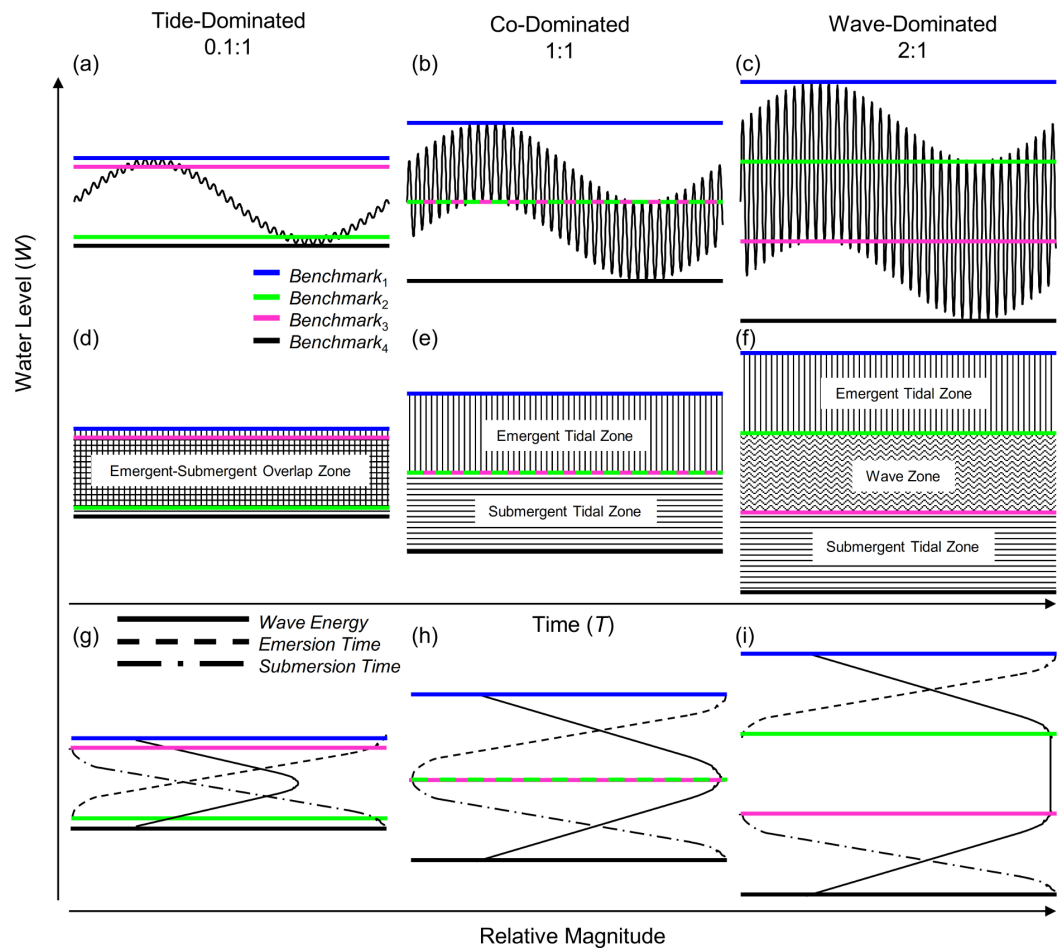 Tide-Dominated
0.1:1
Co-Dominated
1:1
Wave-Dominated
2:1
(a)
(b)
(c)
Water Level (W)
Benchmark1
Benchmark2
Benchmark3
Benchmark4
(d)
(e)
(f)
Emergent-Submergent Overlap Zone
Emergent Tidal Zone
Submergent Tidal Zone
Emergent Tidal Zone
Wave Zone
Submergent Tidal Zone
Time (T)
Wave Energy
Emersion Time
Submersion Time
(g)
(h)
(i)
Relative Magnitude